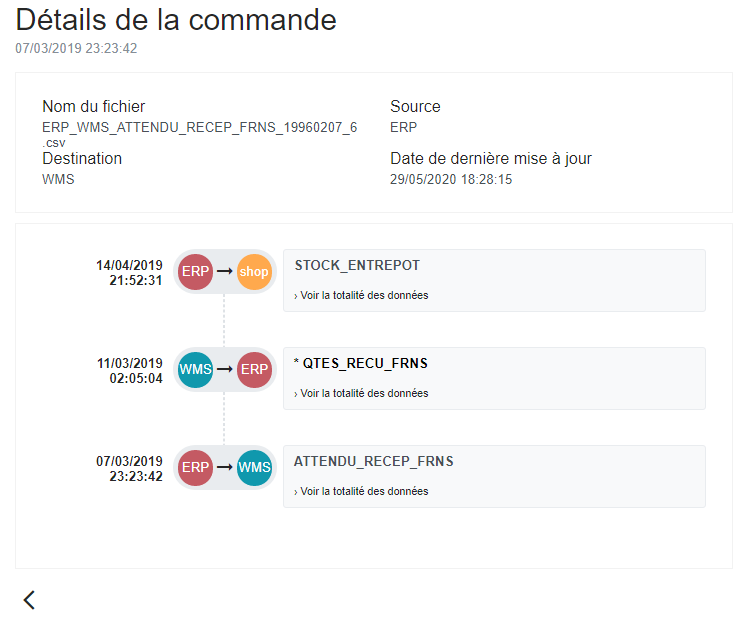 Détails de la commande
07/03/2019 23:23:42
Nom du fichier
ERP_WMS_ATTENDU_RECEP_FRNS_19960207_6
.csv
Source
ERP
Destination
WMS
Date de dernière mise à jour
29/05/2020 18:28:15
14/04/2019
21:52:31
ERP
shop
STOCK_ENTREPOT
› Voir la totalité des données
11/03/2019
02:05:04
WMS
ERP
* QTES_RECU_FRNS
› Voir la totalité des données
07/03/2019
23:23:42
ERP
WMS
ATTENDU_RECEP_FRNS
› Voir la totalité des données